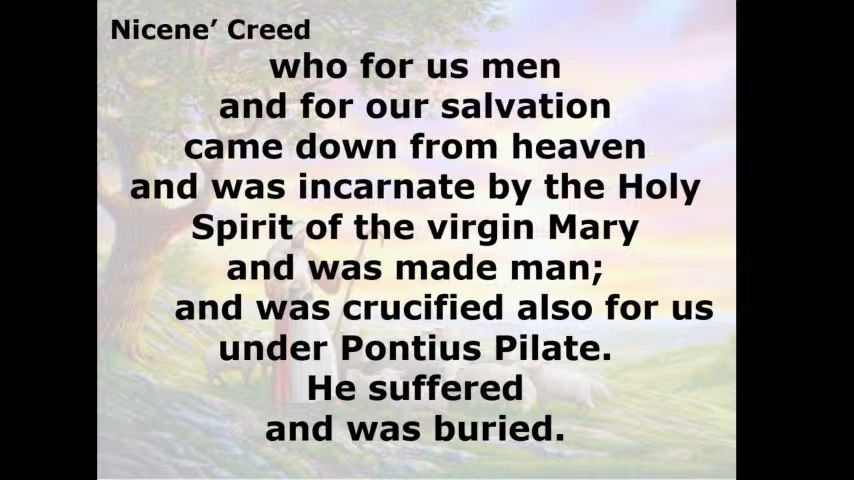 Nicene’ Creed
who for us men
and for our salvation
came down from heaven
and was incarnate by the Holy
Spirit of the virgin Mary
and was made man;
and was crucified also for us
under Pontius Pilate.
He suffered
and was buried.